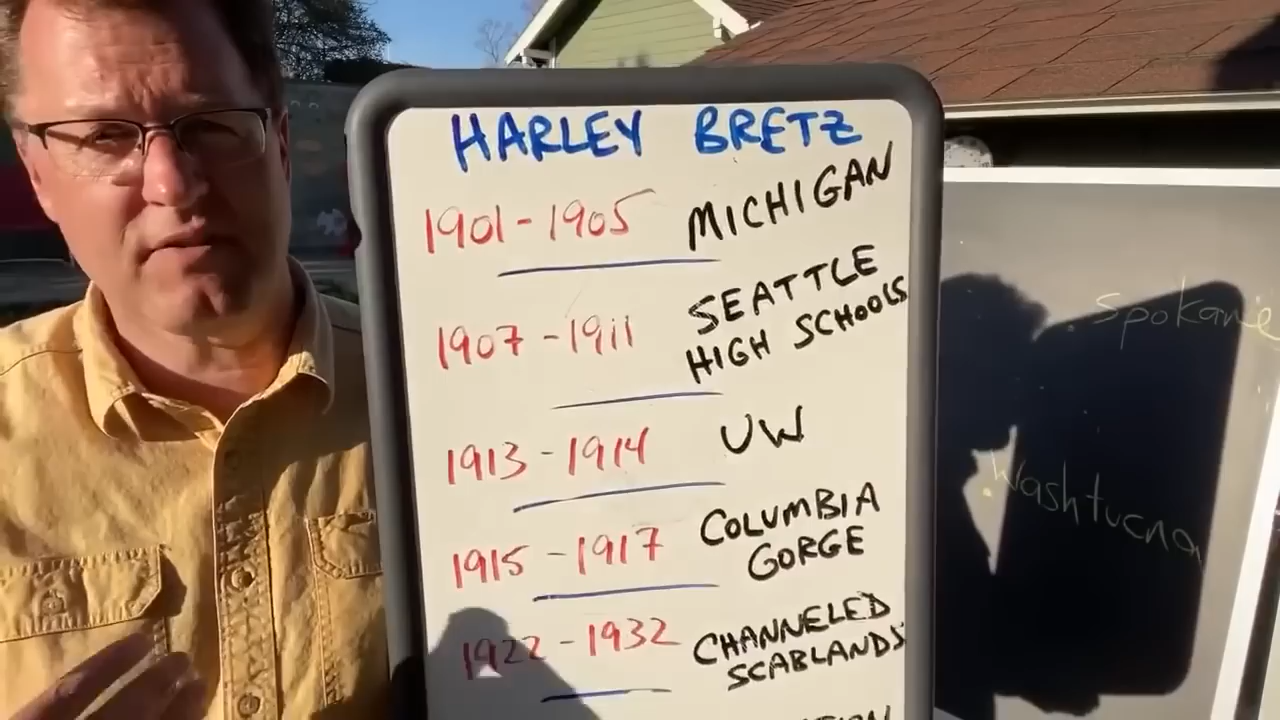 HARLEY BRETZ
1901-1905 MICHIGAN
1907-1911 SEATTLE
HIGH SCHOOLS
1913-1914 UW
1915-1917 COLUMBIA
GORGE
1922-1932 CHANNELED
SCABLANDS
Spokane
Washtucna